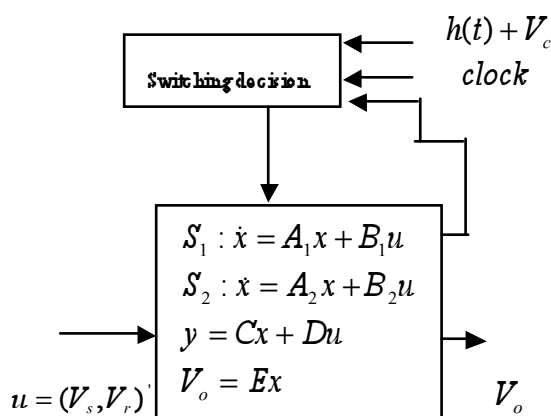 h(t) + V_c
Switching decision
clock
S_1 : ẋ = A_1x + B_1u
S_2 : ẋ = A_2x + B_2u
y = Cx + Du
V_o = Ex
u = (V_s, V_r)'
V_o